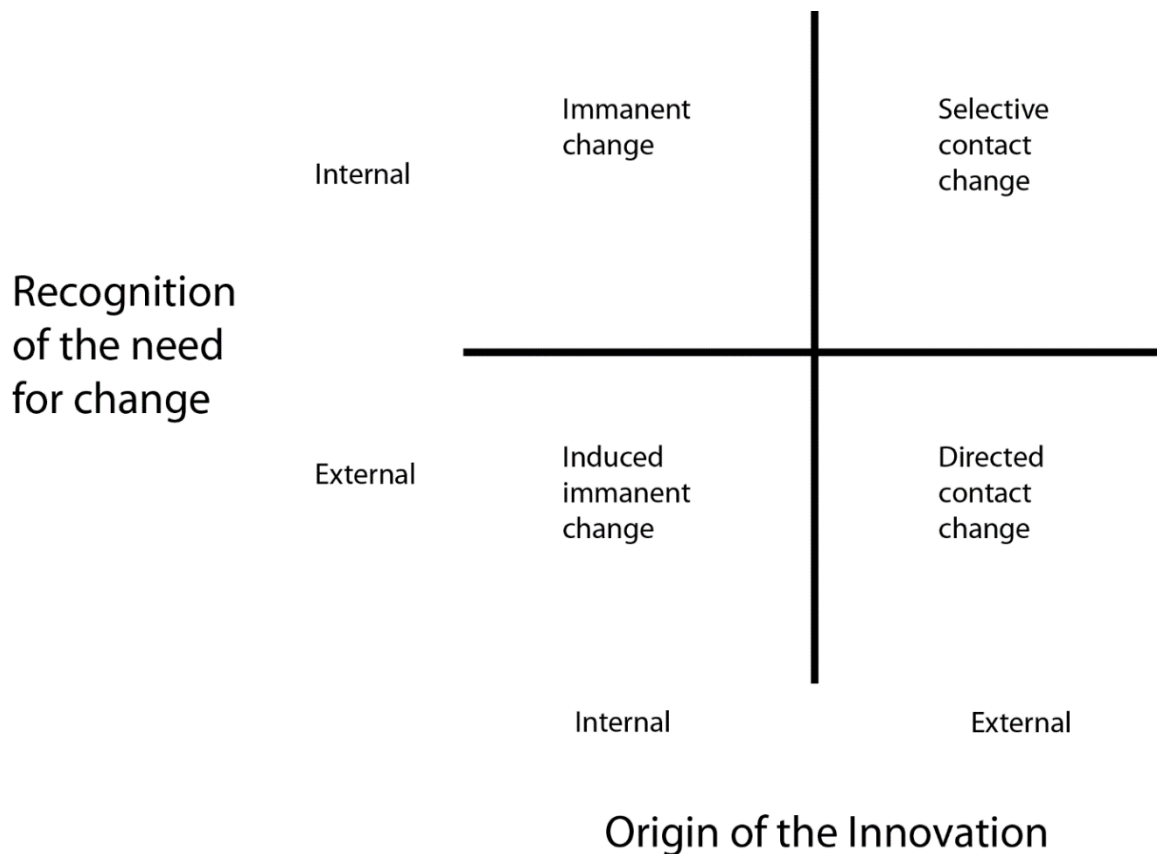 Immanent
change
Selective
contact
change
Internal
Recognition
of the need
for change
External
Induced
immanent
change
Directed
contact
change
Internal
External
Origin of the Innovation